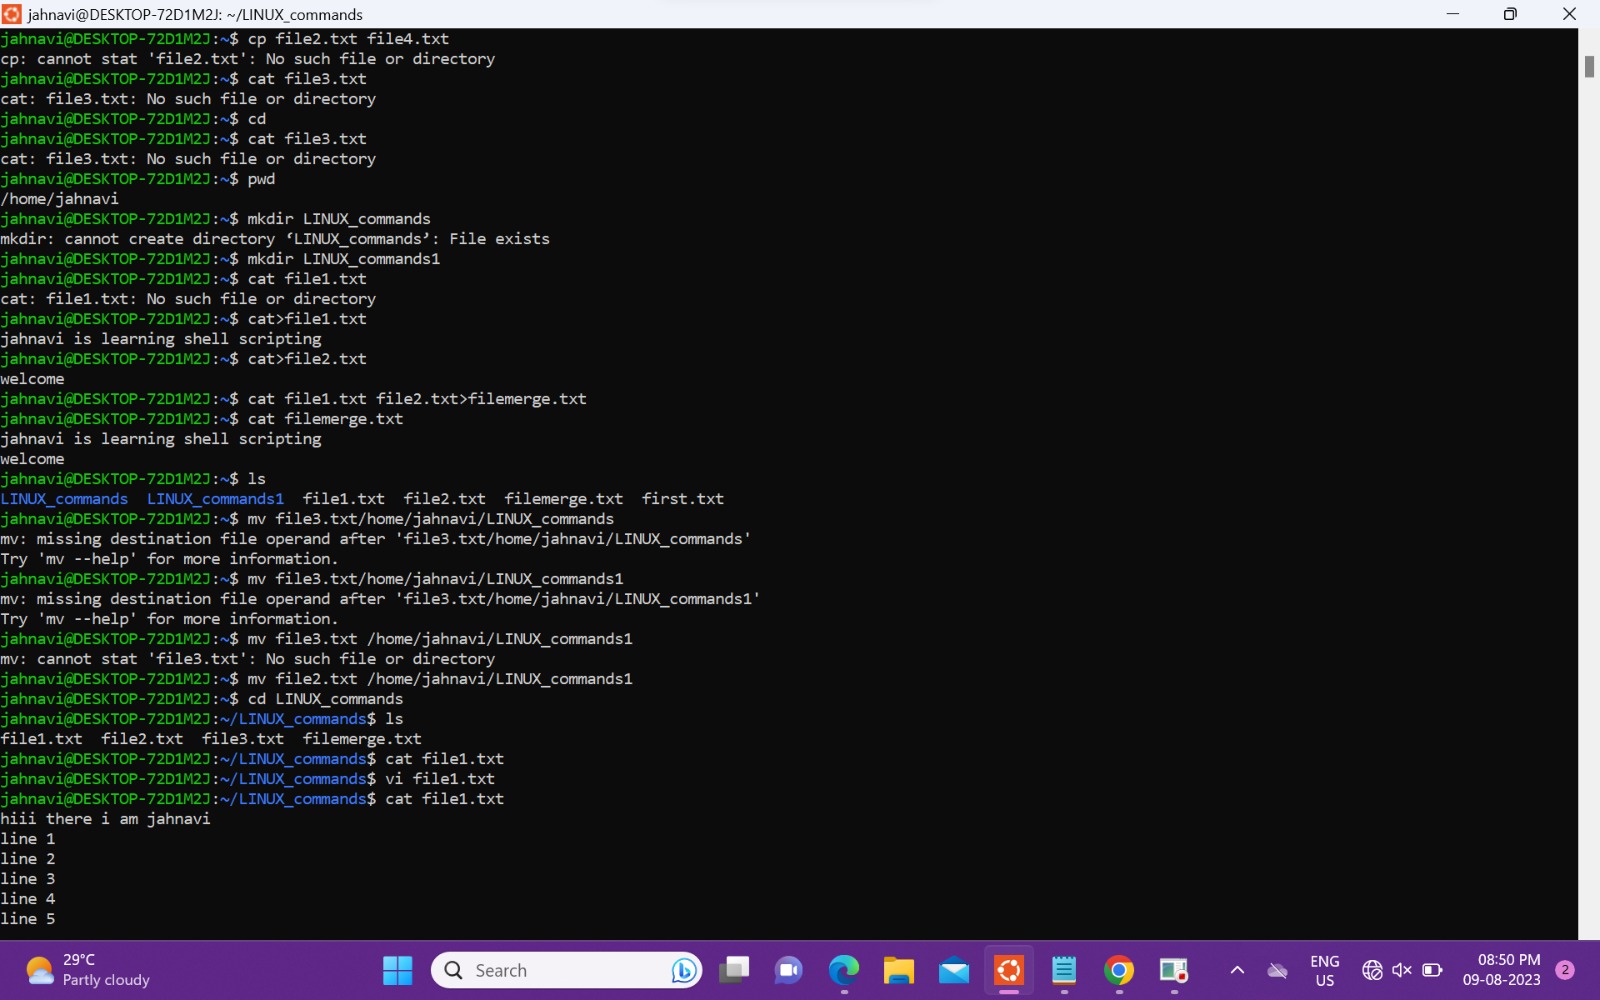 jahnavi@DESKTOP-72D1M2J: ~/LINUX_commands
jahnavi@DESKTOP-72D1M2J:~$ cp file2.txt file4.txt
cp: cannot stat 'file2.txt': No such file or directory
jahnavi@DESKTOP-72D1M2J:~$ cat file3.txt
cat: file3.txt: No such file or directory
jahnavi@DESKTOP-72D1M2J:~$ cd
jahnavi@DESKTOP-72D1M2J:~$ cat file3.txt
cat: file3.txt: No such file or directory
jahnavi@DESKTOP-72D1M2J:~$ pwd
/home/jahnavi
jahnavi@DESKTOP-72D1M2J:~$ mkdir LINUX_commands
mkdir: cannot create directory ‘LINUX_commands’: File exists
jahnavi@DESKTOP-72D1M2J:~$ mkdir LINUX_commands1
jahnavi@DESKTOP-72D1M2J:~$ cat file1.txt
cat: file1.txt: No such file or directory
jahnavi@DESKTOP-72D1M2J:~$ cat>file1.txt
jahnavi is learning shell scripting
jahnavi@DESKTOP-72D1M2J:~$ cat>file2.txt
welcome
jahnavi@DESKTOP-72D1M2J:~$ cat file1.txt file2.txt>filemerge.txt
jahnavi@DESKTOP-72D1M2J:~$ cat filemerge.txt
jahnavi is learning shell scripting
welcome
jahnavi@DESKTOP-72D1M2J:~$ ls
LINUX_commands  LINUX_commands1  file1.txt  file2.txt  filemerge.txt  first.txt
jahnavi@DESKTOP-72D1M2J:~$ mv file3.txt/home/jahnavi/LINUX_commands
mv: missing destination file operand after 'file3.txt/home/jahnavi/LINUX_commands'
Try 'mv --help' for more information.
jahnavi@DESKTOP-72D1M2J:~$ mv file3.txt/home/jahnavi/LINUX_commands1
mv: missing destination file operand after 'file3.txt/home/jahnavi/LINUX_commands1'
Try 'mv --help' for more information.
jahnavi@DESKTOP-72D1M2J:~$ mv file3.txt /home/jahnavi/LINUX_commands1
mv: cannot stat 'file3.txt': No such file or directory
jahnavi@DESKTOP-72D1M2J:~$ mv file2.txt /home/jahnavi/LINUX_commands1
jahnavi@DESKTOP-72D1M2J:~$ cd LINUX_commands
jahnavi@DESKTOP-72D1M2J:~/LINUX_commands$ ls
file1.txt  file2.txt  file3.txt  filemerge.txt
jahnavi@DESKTOP-72D1M2J:~/LINUX_commands$ cat file1.txt
jahnavi@DESKTOP-72D1M2J:~/LINUX_commands$ vi file1.txt
jahnavi@DESKTOP-72D1M2J:~/LINUX_commands$ cat file1.txt
hiii there i am jahnavi
line 1
line 2
line 3
line 4
line 5
29°C
Partly cloudy
Search
ENG
US
08:50 PM
09-08-2023
2